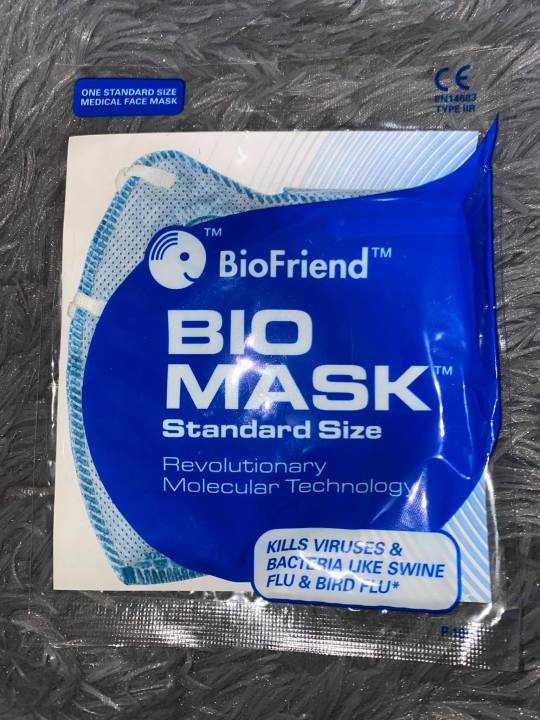 ONE STANDARD SIZE
MEDICAL FACE MASK
CE
EN14683
TYPE IIR
BioFriend™
BIO
MASK™
Standard Size
Revolutionary
Molecular Technology
KILLS VIRUSES &
BACTERIA LIKE SWINE
FLU & BIRD FLU*